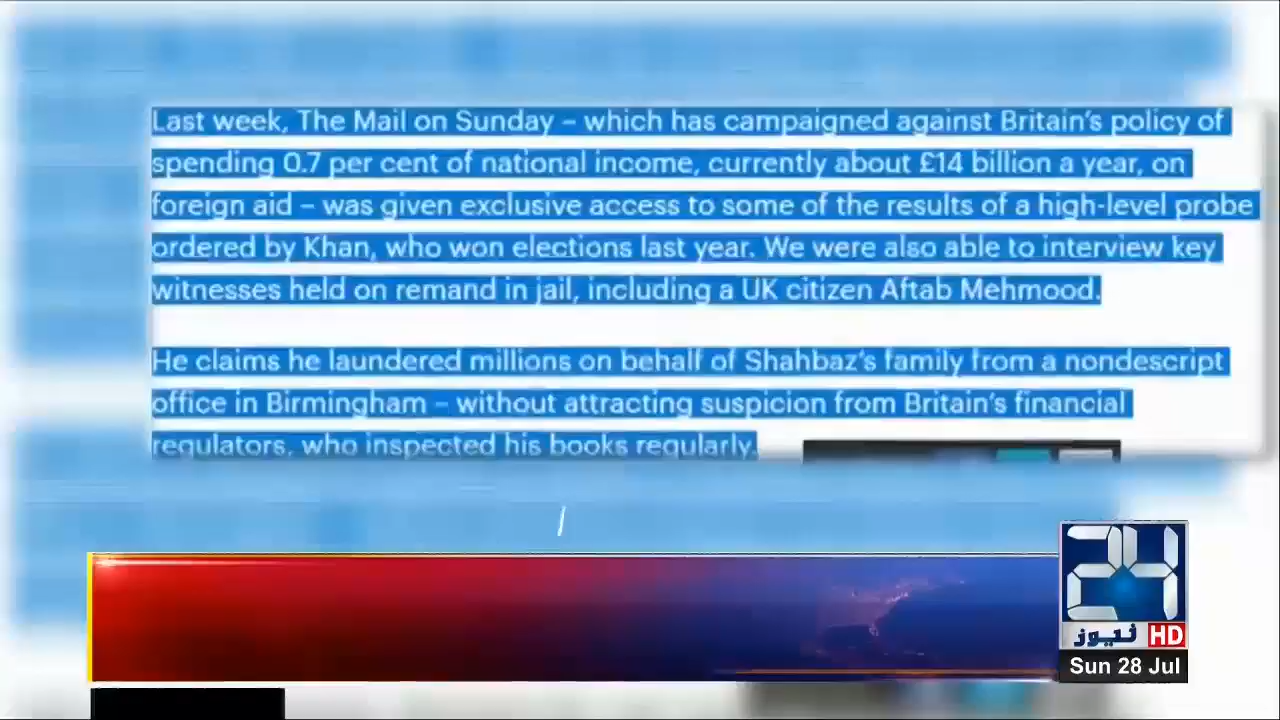 Last week, The Mail on Sunday – which has campaigned against Britain's policy of
spending 0.7 per cent of national income, currently about £14 billion a year, on
foreign aid – was given exclusive access to some of the results of a high-level probe
ordered by Khan, who won elections last year. We were also able to interview key
witnesses held on remand in jail, including a UK citizen Aftab Mehmood.
He claims he laundered millions on behalf of Shahbaz's family from a nondescript
office in Birmingham – without attracting suspicion from Britain's financial
regulators, who inspected his books regularly.
24
نیوز HD
Sun 28 Jul